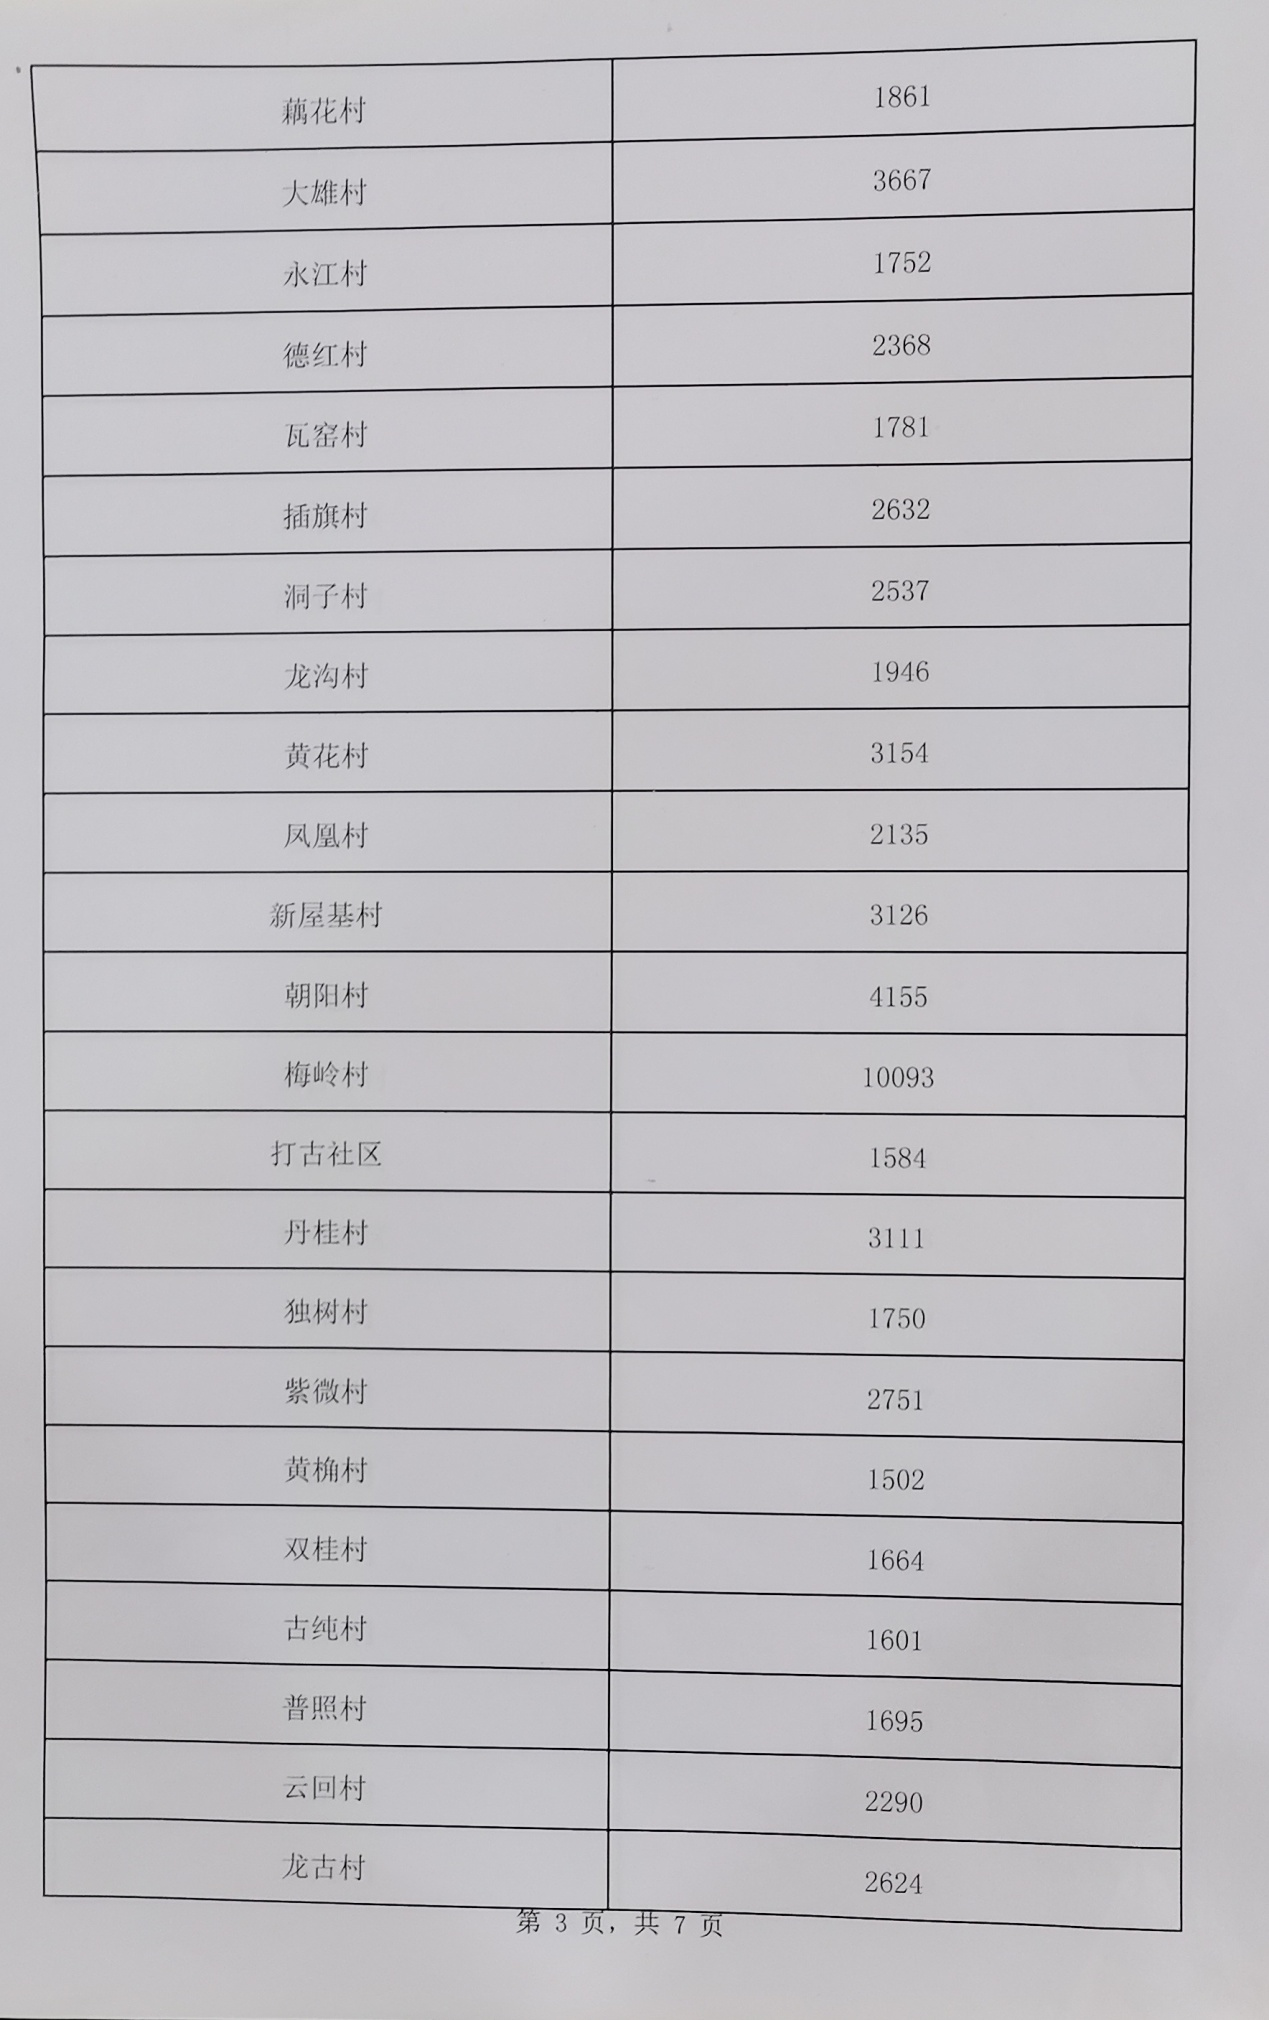 藕花村 1861
大雄村 3667
永江村 1752
德红村 2368
瓦窑村 1781
插旗村 2632
洞子村 2537
龙沟村 1946
黄花村 3154
凤凰村 2135
新屋基村 3126
朝阳村 4155
梅岭村 10093
打古社区 1584
丹桂村 3111
独树村 1750
紫微村 2751
黄桷村 1502
双桂村 1664
古纯村 1601
普照村 1695
云回村 2290
龙古村 2624
第 3 页，共 7 页